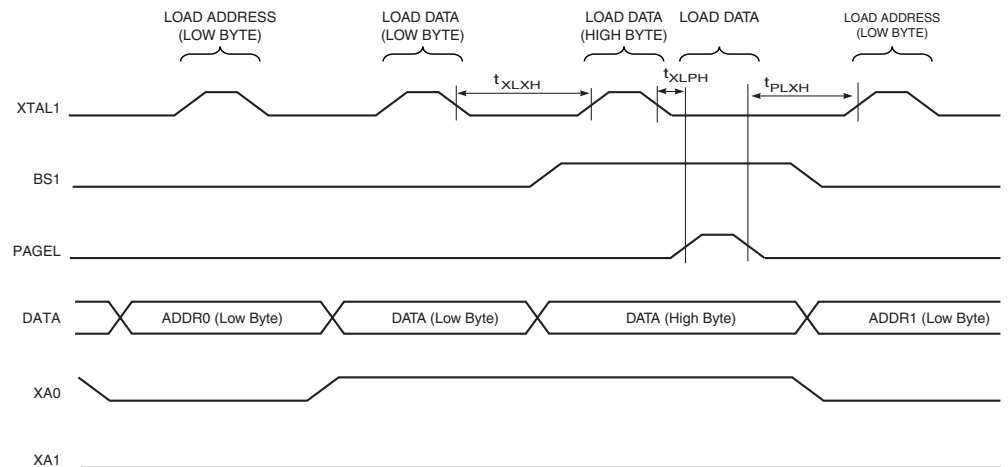 LOAD ADDRESS
(LOW BYTE)
LOAD DATA
(LOW BYTE)
LOAD DATA
(HIGH BYTE)
LOAD DATA
LOAD ADDRESS
(LOW BYTE)
tXLXH
tXLPH
tPLXH
XTAL1
BS1
PAGEL
DATA
ADDR0 (Low Byte)
DATA (Low Byte)
DATA (High Byte)
ADDR1 (Low Byte)
XA0
XA1